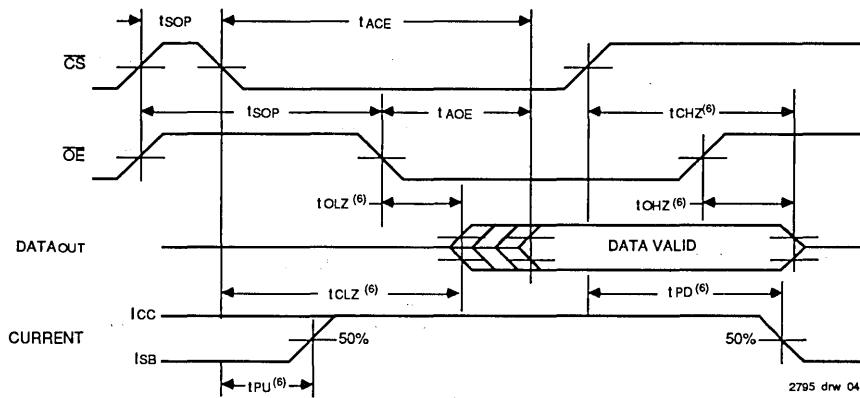 tSOP
tACE
CS
tSOP
tAOE
tCHZ(6)
OE
tOLZ(6)
tOHZ(6)
DATAOUT
DATA VALID
tCLZ(6)
tPD(6)
ICC
CURRENT
50%
50%
ISB
tPU(6)
2795 drw 04